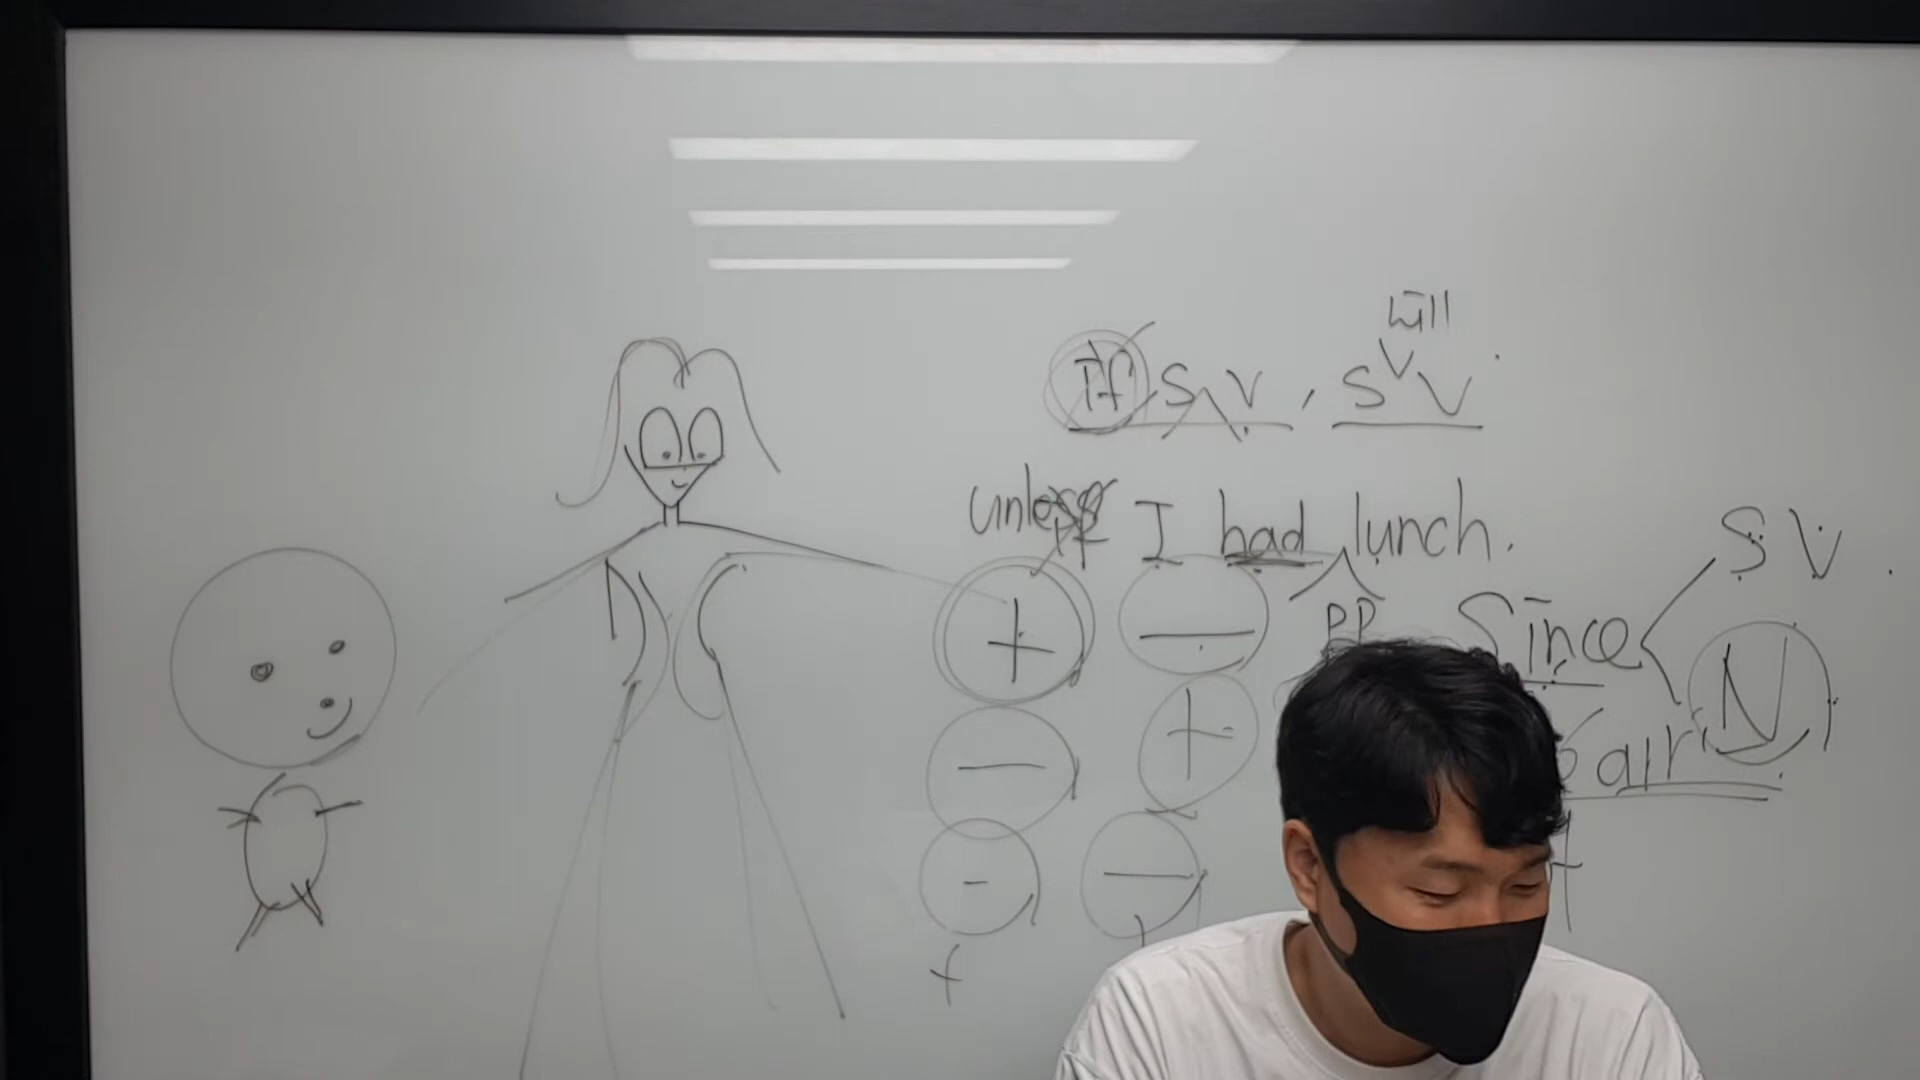 will
If S V , S V V .
unless I had lunch.
S V .
+ — PP Since
N
— +
- —
+